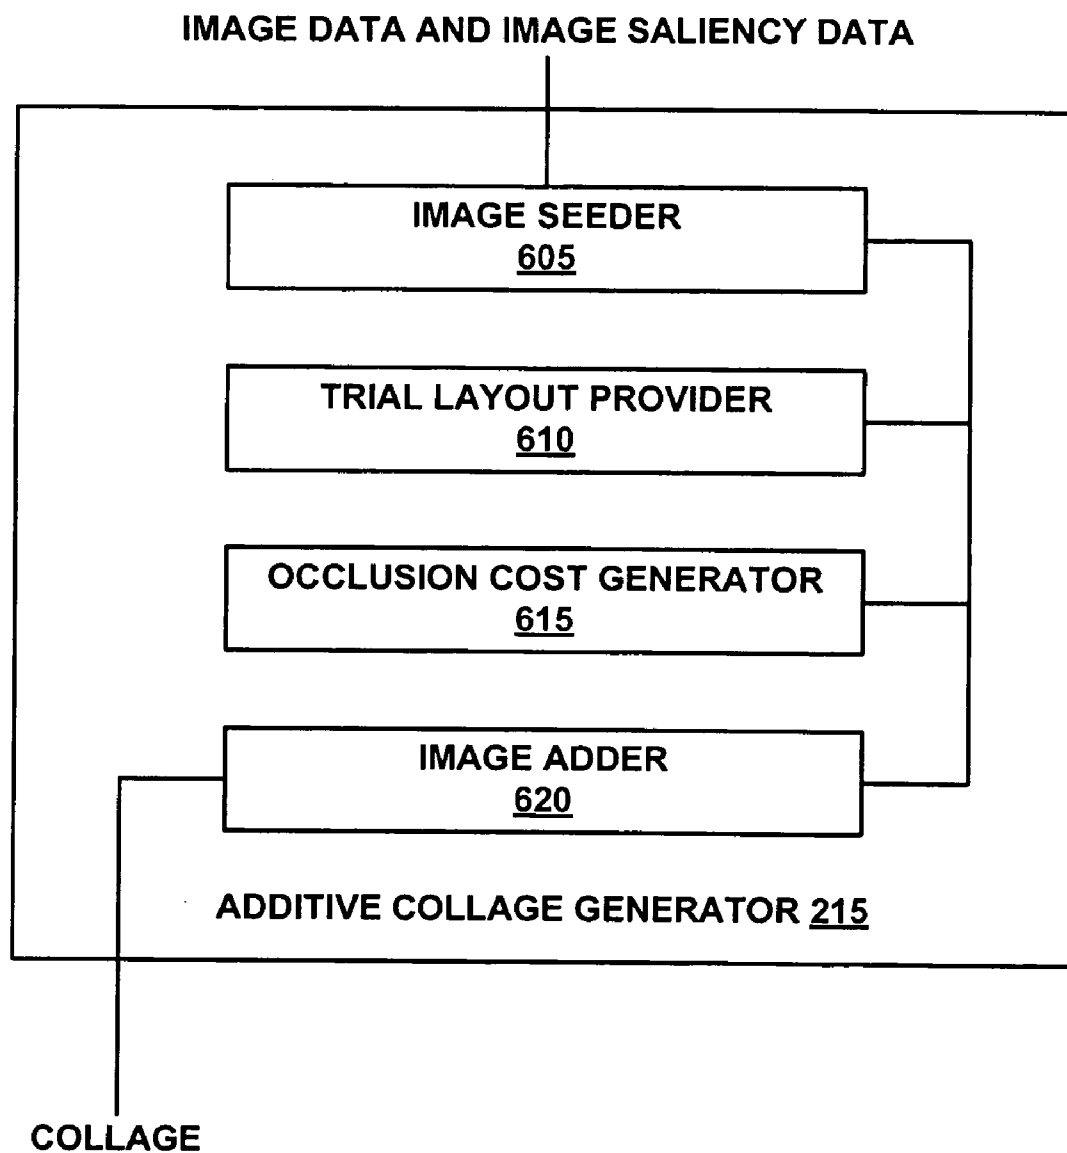 IMAGE DATA AND IMAGE SALIENCY DATA
IMAGE SEEDER
605
TRIAL LAYOUT PROVIDER
610
OCCLUSION COST GENERATOR
615
IMAGE ADDER
620
ADDITIVE COLLAGE GENERATOR 215
COLLAGE